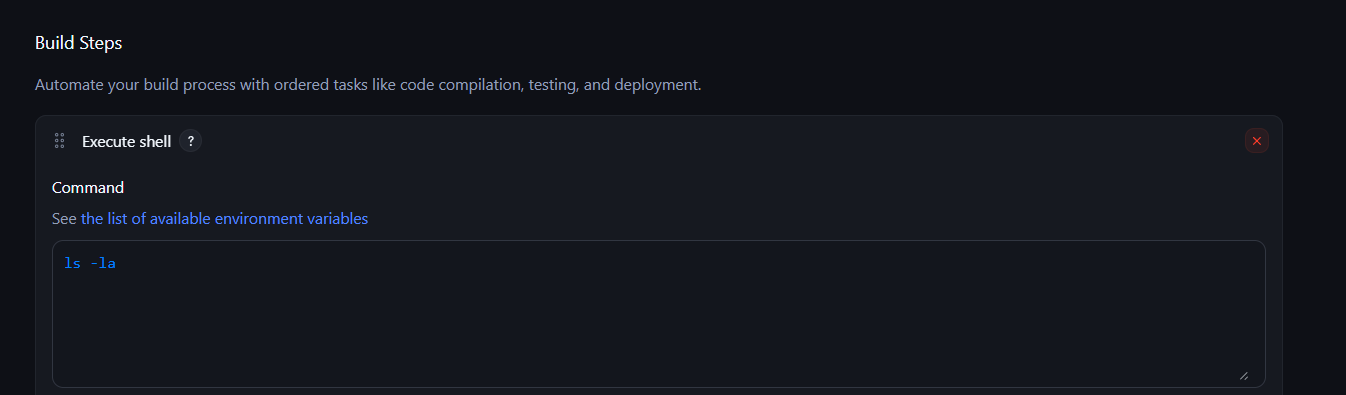 Build Steps
Automate your build process with ordered tasks like code compilation, testing, and deployment.
Execute shell ?
Command
See the list of available environment variables
ls -la